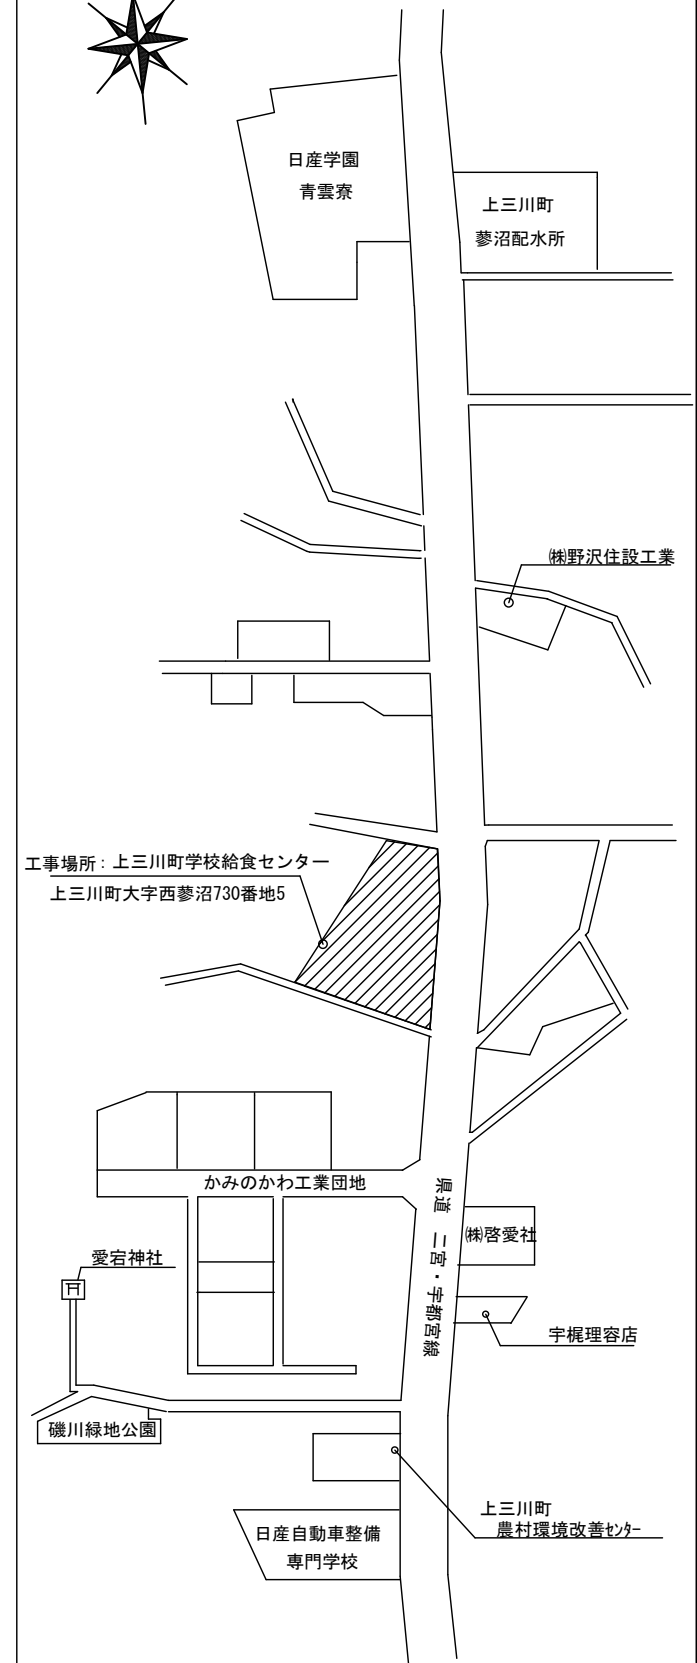 日産学園
青雲寮
上三川町
蓼沼配水所
㈱野沢住設工業
工事場所：上三川町学校給食センター
上三川町大字西蓼沼730番地5
かみのかわ工業団地
県道　二宮・宇都宮線
㈱啓愛社
愛宕神社
宇梶理容店
磯川緑地公園
上三川町
農村環境改善ｾﾝﾀｰ
日産自動車整備
専門学校